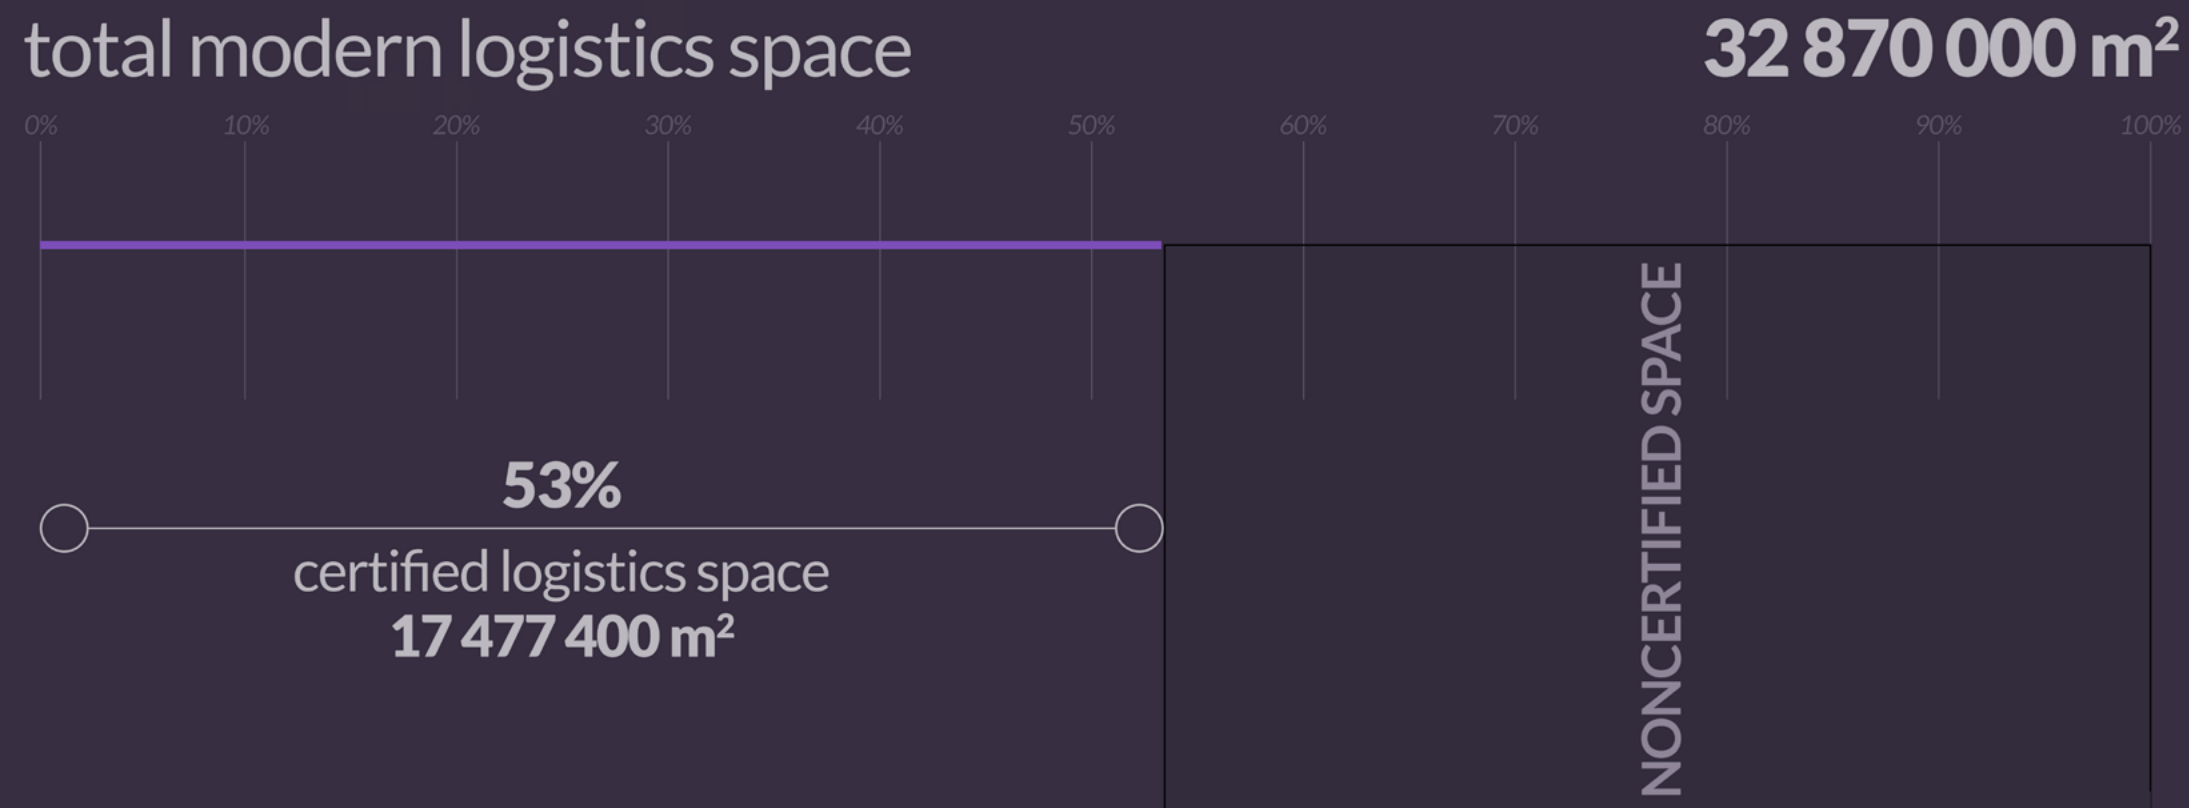 total modern logistics space 32 870 000 m²
0% 10% 20% 30% 40% 50% 60% 70% 80% 90% 100%
53%
certified logistics space
17 477 400 m²
NONCERTIFIED SPACE